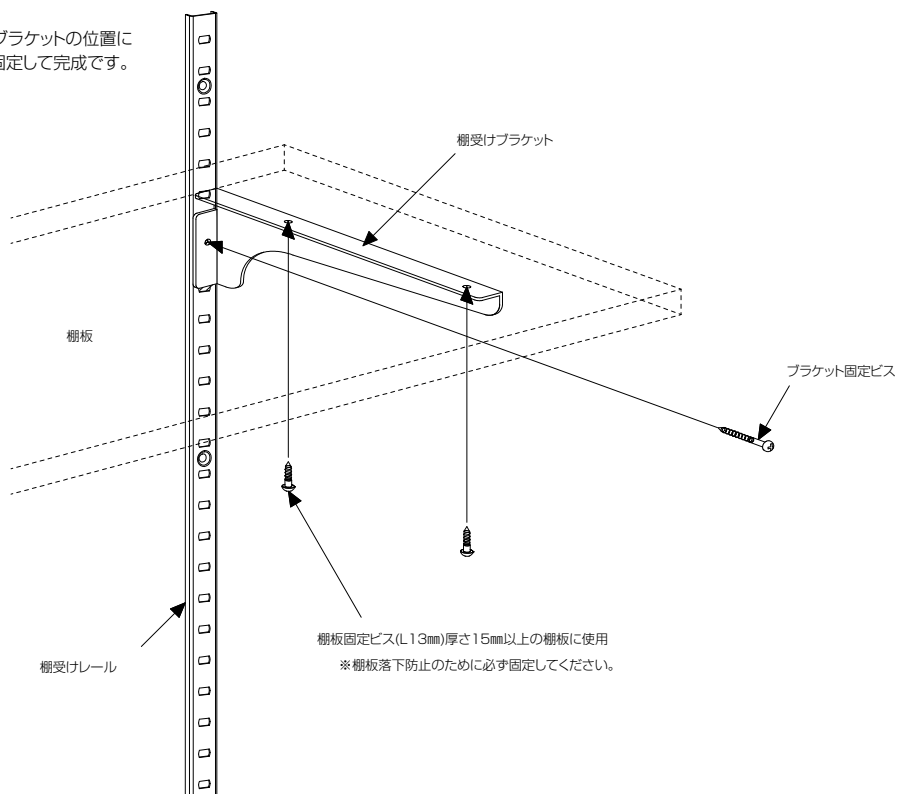 ブラケットの位置に
固定して完成です。
棚受けブラケット
棚板
ブラケット固定ビス
棚板固定ビス(L13㎜)厚さ15㎜以上の棚板に使用
※棚板落下防止のために必ず固定してください。
棚受けレール